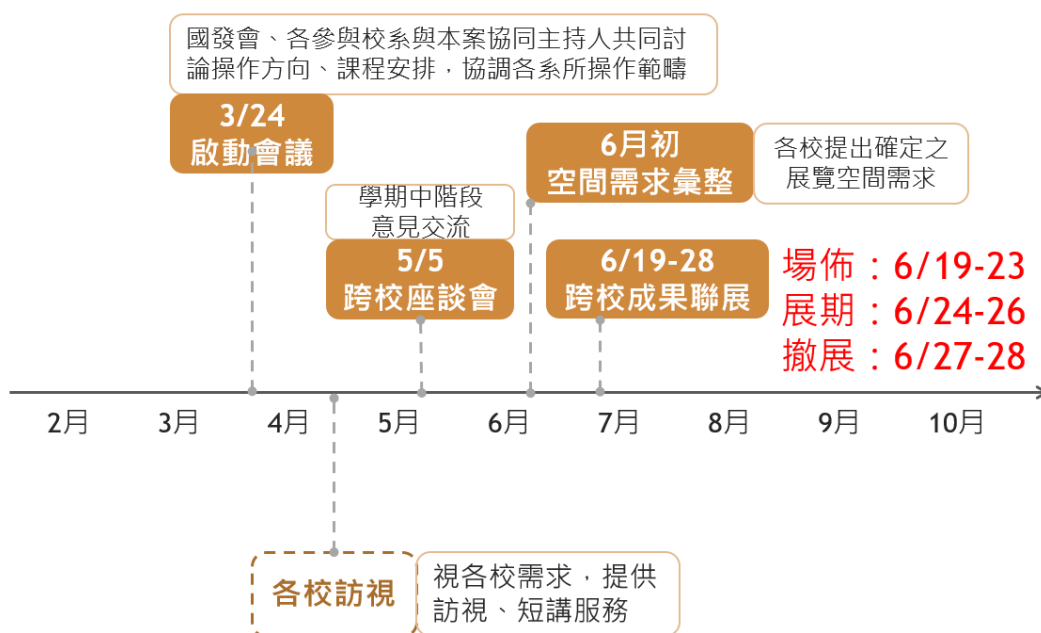 國發會、各參與校系與本案協同主持人共同討
論操作方向、課程安排，協調各系所操作範疇
3/24
啟動會議
6月初
空間需求彙整
各校提出確定之
展覽空間需求
學期中階段
意見交流
5/5
跨校座談會
6/19-28
跨校成果聯展
場佈：6/19-23
展期：6/24-26
撤展：6/27-28
2月 3月 4月 5月 6月 7月 8月 9月 10月
各校訪視
視各校需求，提供
訪視、短講服務